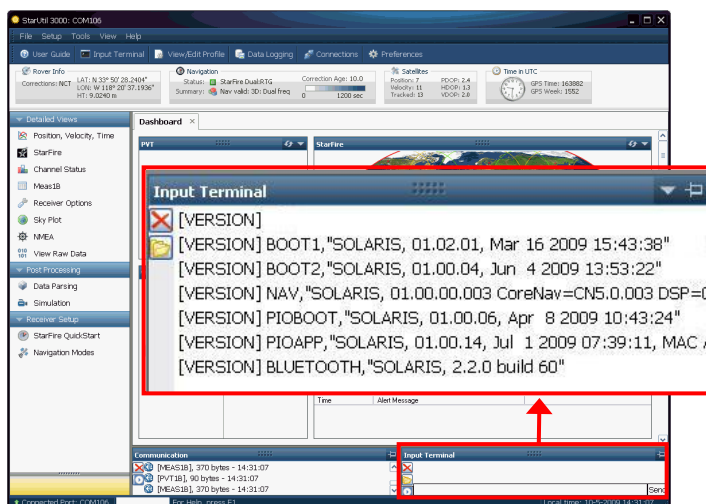 StarUtil 3000: COM106
File Setup Tools View Help
User Guide Input Terminal View/Edit Profile Data Logging Connections Preferences
Rover Info
Corrections: NCT
LAT: N 33° 50' 28.2404"
LON: W 118° 20' 37.1936"
HT: 9.0240 m
Navigation
Status: StarFire Dual:RTG
Summary: Nav valid: 3D: Dual freq
Correction Age: 10.0
0 1200 sec
Satellites
Position: 7 PDOP: 2.4
Velocity: 11 HDOP: 1.3
Tracked: 13 VDOP: 2.0
Time in UTC
GPS Time: 163882
GPS Week: 1552
Detailed Views
Position, Velocity, Time
StarFire
Channel Status
Meas1B
Receiver Options
Sky Plot
NMEA
View Raw Data
Post Processing
Data Parsing
Simulation
Receiver Setup
StarFire QuickStart
Navigation Modes
Dashboard ×
PVT
StarFire
Input Terminal
[VERSION]
[VERSION] BOOT1,"SOLARIS, 01.02.01, Mar 16 2009 15:43:38"
[VERSION] BOOT2,"SOLARIS, 01.00.04, Jun 4 2009 13:53:22"
[VERSION] NAV,"SOLARIS, 01.00.00.003 CoreNav=CN5.0.003 DSP=0
[VERSION] PIOBOOT,"SOLARIS, 01.00.06, Apr 8 2009 10:43:24"
[VERSION] PIOAPP,"SOLARIS, 01.00.14, Jul 1 2009 07:39:11, MAC A
[VERSION] BLUETOOTH,"SOLARIS, 2.2.0 build 60"
Time Alert Message
Communication
[MEAS1B], 370 bytes - 14:31:07
[PVT1B], 90 bytes - 14:31:07
[MEAS1B], 370 bytes - 14:31:07
Input Terminal
Send
Connected Port: COM106
For Help, press F1
Local time: 10-5-2009 14:31:07